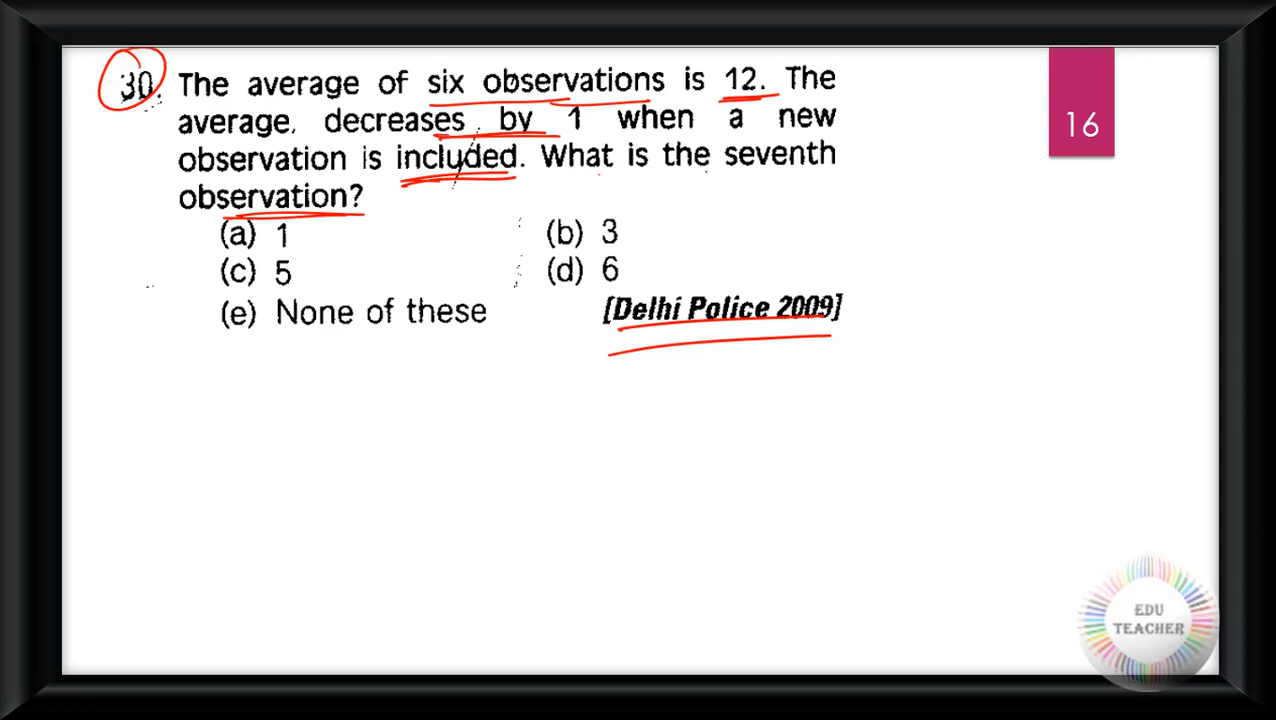 30. The average of six observations is 12. The
average, decreases by 1 when a new
observation is included. What is the seventh
observation?
(a) 1 (b) 3
(c) 5 (d) 6
(e) None of these [Delhi Police 2009]
16
EDU
TEACHER